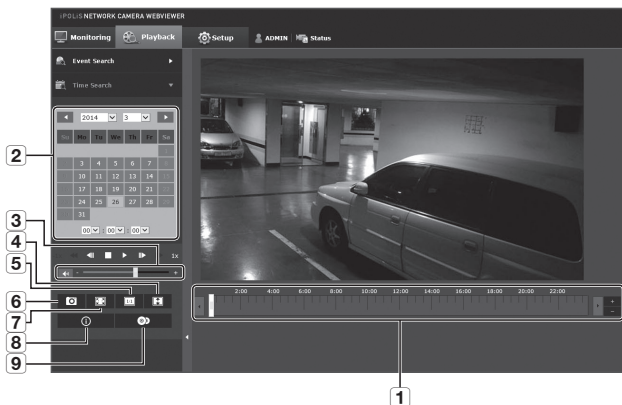 iPOLiS NETWORK CAMERA WEBVIEWER
Monitoring Playback Setup ADMIN Status
Event Search
Time Search
2014 3
Su Mo Tu We Th Fr Sa
3 4 5 6 7
10 11 12 13 14
17 18 19 20 21
24 25 26 27 28
31
00 : 00 : 00
1x
- +
1:1
2:00 4:00 6:00 8:00 10:00 12:00 14:00 16:00 18:00 20:00 22:00
+
-
2
3
4
5
6
7
8
9
1